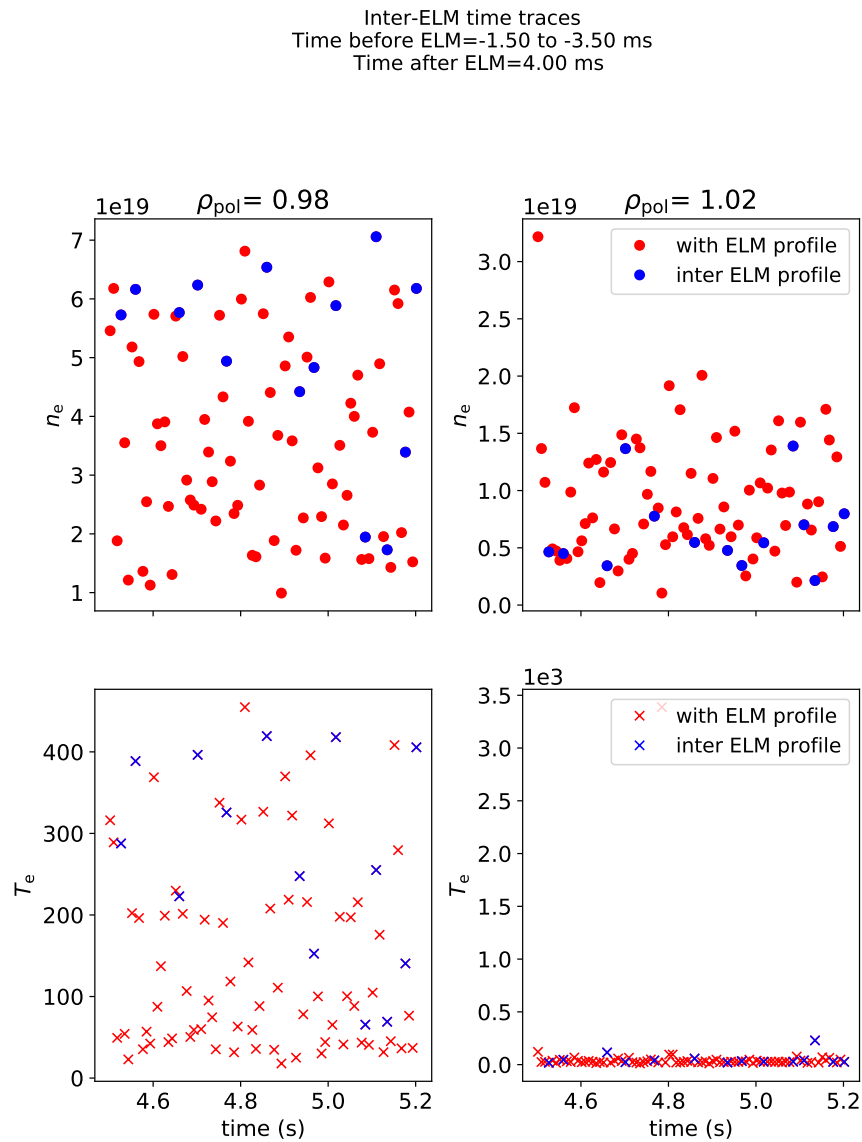 Inter-ELM time traces
Time before ELM=-1.50 to -3.50 ms
Time after ELM=4.00 ms
1e19
ρpol= 0.98
7
6
5
4
3
2
1
ne
1e19
ρpol= 1.02
with ELM profile
inter ELM profile
3.0
2.5
2.0
1.5
1.0
0.5
0.0
ne
400
300
200
100
0
Te
4.6 4.8 5.0 5.2
time (s)
1e3
with ELM profile
inter ELM profile
3.5
3.0
2.5
2.0
1.5
1.0
0.5
0.0
Te
4.6 4.8 5.0 5.2
time (s)